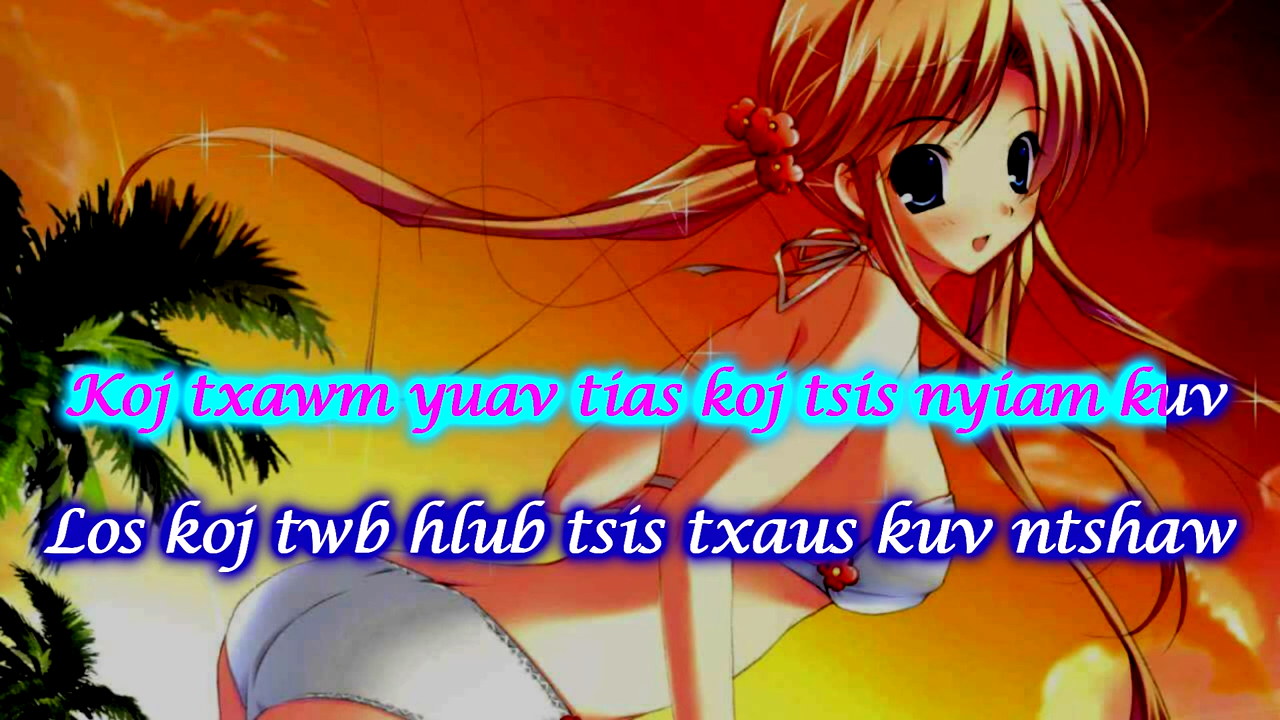 Koj txawm yuav tias koj tsis nyiam kuv
Los koj twb hlub tsis txaus kuv ntshaw